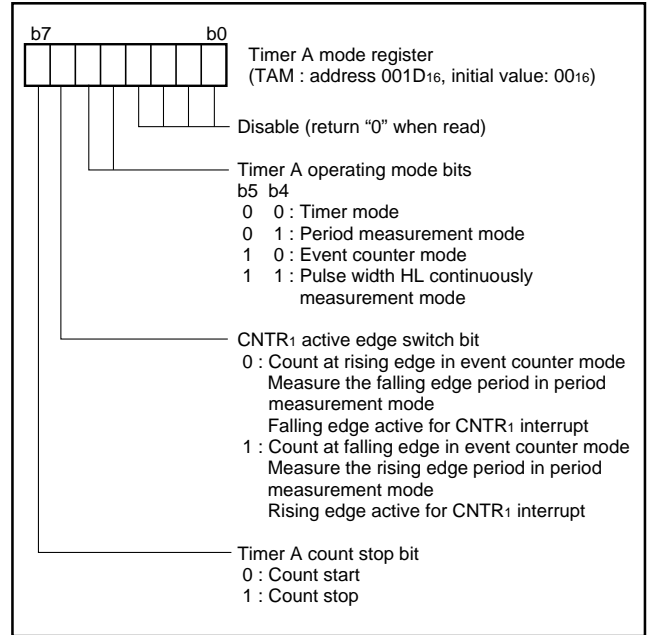 b7 b0
Timer A mode register
(TAM : address 001D16, initial value: 0016)
Disable (return “0” when read)
Timer A operating mode bits
b5 b4
0 0 : Timer mode
0 1 : Period measurement mode
1 0 : Event counter mode
1 1 : Pulse width HL continuously
measurement mode
CNTR1 active edge switch bit
0 : Count at rising edge in event counter mode
Measure the falling edge period in period
measurement mode
Falling edge active for CNTR1 interrupt
1 : Count at falling edge in event counter mode
Measure the rising edge period in period
measurement mode
Rising edge active for CNTR1 interrupt
Timer A count stop bit
0 : Count start
1 : Count stop